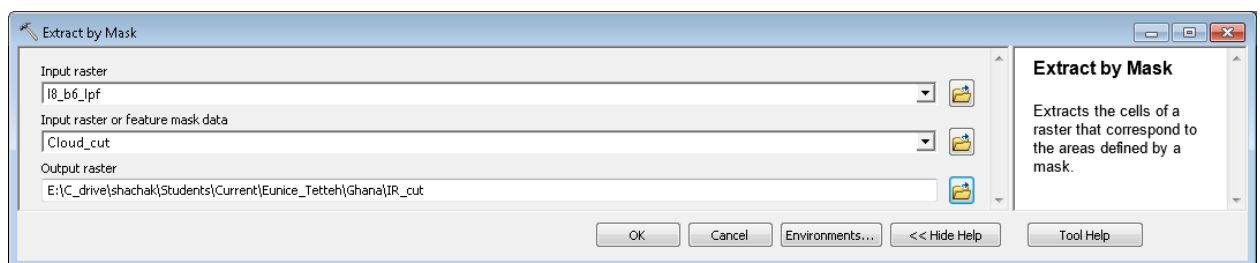 Extract by Mask
Input raster
l8_b6_lpf
Input raster or feature mask data
Cloud_cut
Output raster
E:\C_drive\shachak\Students\Current\Eunice_Tetteh\Ghana\IR_cut
OK
Cancel
Environments...
<< Hide Help
Extract by Mask
Extracts the cells of a
raster that correspond to
the areas defined by a
mask.
Tool Help